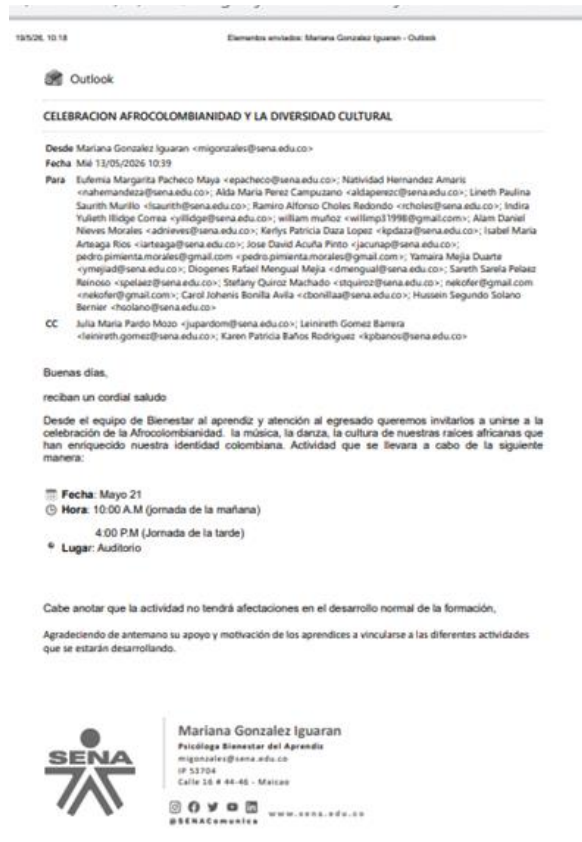 19/5/26, 10:18 Elementos enviados: Mariana Gonzalez Iguaran - Outlook
Outlook
CELEBRACION AFROCOLOMBIANIDAD Y LA DIVERSIDAD CULTURAL
Desde Mariana Gonzalez Iguaran <migonzales@sena.edu.co>
Fecha Mié 13/05/2026 10:39
Para Eufemia Margarita Pacheco Maya <epacheco@sena.edu.co>; Natividad Hernandez Amaris
<nahernandeza@sena.edu.co>; Alda Maria Perez Campuzano <aldaperezc@sena.edu.co>; Lineth Paulina
Saurith Murillo <lsaurith@sena.edu.co>; Ramiro Alfonso Choles Redondo <rcholes@sena.edu.co>; Indira
Yulieth Illidge Correa <yillidge@sena.edu.co>; william muñoz <willmp31998@gmail.com>; Alam Daniel
Nieves Morales <adnieves@sena.edu.co>; Kerlys Patricia Daza Lopez <kpdaza@sena.edu.co>; Isabel Maria
Arteaga Rios <iarteaga@sena.edu.co>; Jose David Acuña Pinto <jacunap@sena.edu.co>;
pedro.pimienta.morales@gmail.com <pedro.pimienta.morales@gmail.com>; Yamaira Mejia Duarte
<ymejiad@sena.edu.co>; Diogenes Rafael Mengual Mejia <dmengual@sena.edu.co>; Sareth Sarela Pelaez
Reinoso <spelaez@sena.edu.co>; Stefany Quiroz Machado <stquiroz@sena.edu.co>; nekofer@gmail.com
<nekofer@gmail.com>; Carol Johenis Bonilla Avila <cbonillaa@sena.edu.co>; Hussein Segundo Solano
Bernier <hsolano@sena.edu.co>
CC Julia Maria Pardo Mozo <jupardom@sena.edu.co>; Leinireth Gomez Barrera
<leinireth.gomez@sena.edu.co>; Karen Patricia Baños Rodriguez <kpbanos@sena.edu.co>
Buenas días,
reciban un cordial saludo
Desde el equipo de Bienestar al aprendiz y atención al egresado queremos invitarlos a unirse a la
celebración de la Afrocolombianidad. la música, la danza, la cultura de nuestras raíces africanas que
han enriquecido nuestra identidad colombiana. Actividad que se llevara a cabo de la siguiente
manera:
Fecha: Mayo 21
Hora: 10:00 A.M (jornada de la mañana)
4:00 P.M (Jornada de la tarde)
Lugar: Auditorio
Cabe anotar que la actividad no tendrá afectaciones en el desarrollo normal de la formación,
Agradeciendo de antemano su apoyo y motivación de los aprendices a vincularse a las diferentes actividades
que se estarán desarrollando.
SENA
Mariana Gonzalez Iguaran
Psicóloga Bienestar del Aprendiz
migonzales@sena.edu.co
IP 53704
Calle 16 # 44-46 - Maicao
@SENAComunica www.sena.edu.co